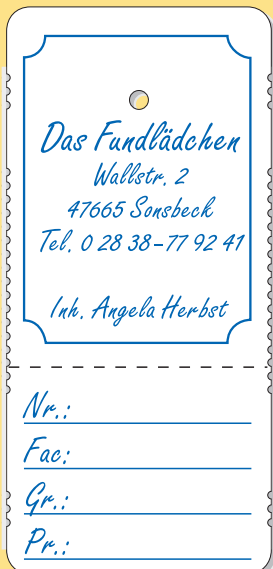 Das Fundlädchen
Wallstr. 2
47665 Sonsbeck
Tel. 0 28 38-77 92 41
Inh. Angela Herbst
Nr.:
Fac:
Gr.:
Pr.: